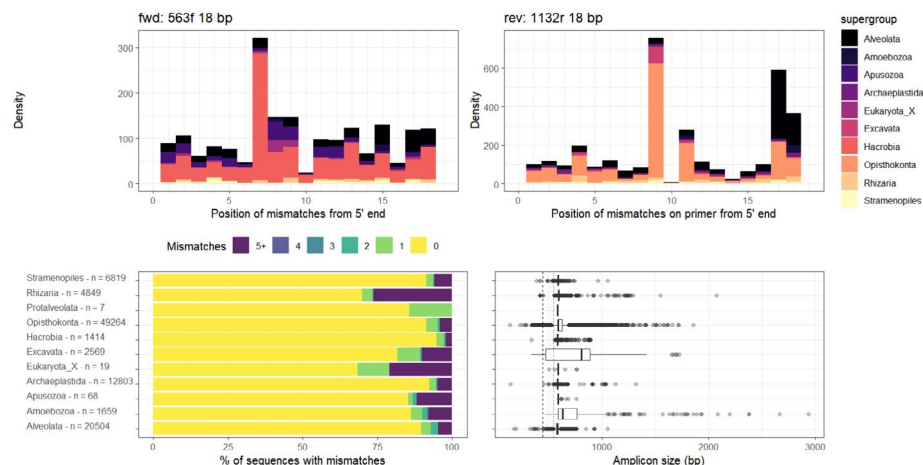 fwd: 563f 18 bp
300
200
100
0
Density
5
10
15
Position of mismatches from 5' end
rev: 1132r 18 bp
600
400
200
0
Density
0
5
10
15
Position of mismatches on primer from 5' end
supergroup
Alveolata
Amoebozoa
Apusozoa
Archaeplastida
Eukaryota_X
Excavata
Hacrobia
Opisthokonta
Rhizaria
Stramenopiles
Mismatches 5+ 4 3 2 1 0
Stramenopiles - n = 6819
Rhizaria - n = 4849
Protalveolata - n = 7
Opisthokonta - n = 49264
Hacrobia - n = 1414
Excavata - n = 2569
Eukaryota_X - n = 19
Archaeplastida - n = 12803
Apusozoa - n = 68
Amoebozoa - n = 1659
Alveolata - n = 20504
0 25 50 75 100
% of sequences with mismatches
1000 2000 3000
Amplicon size (bp)